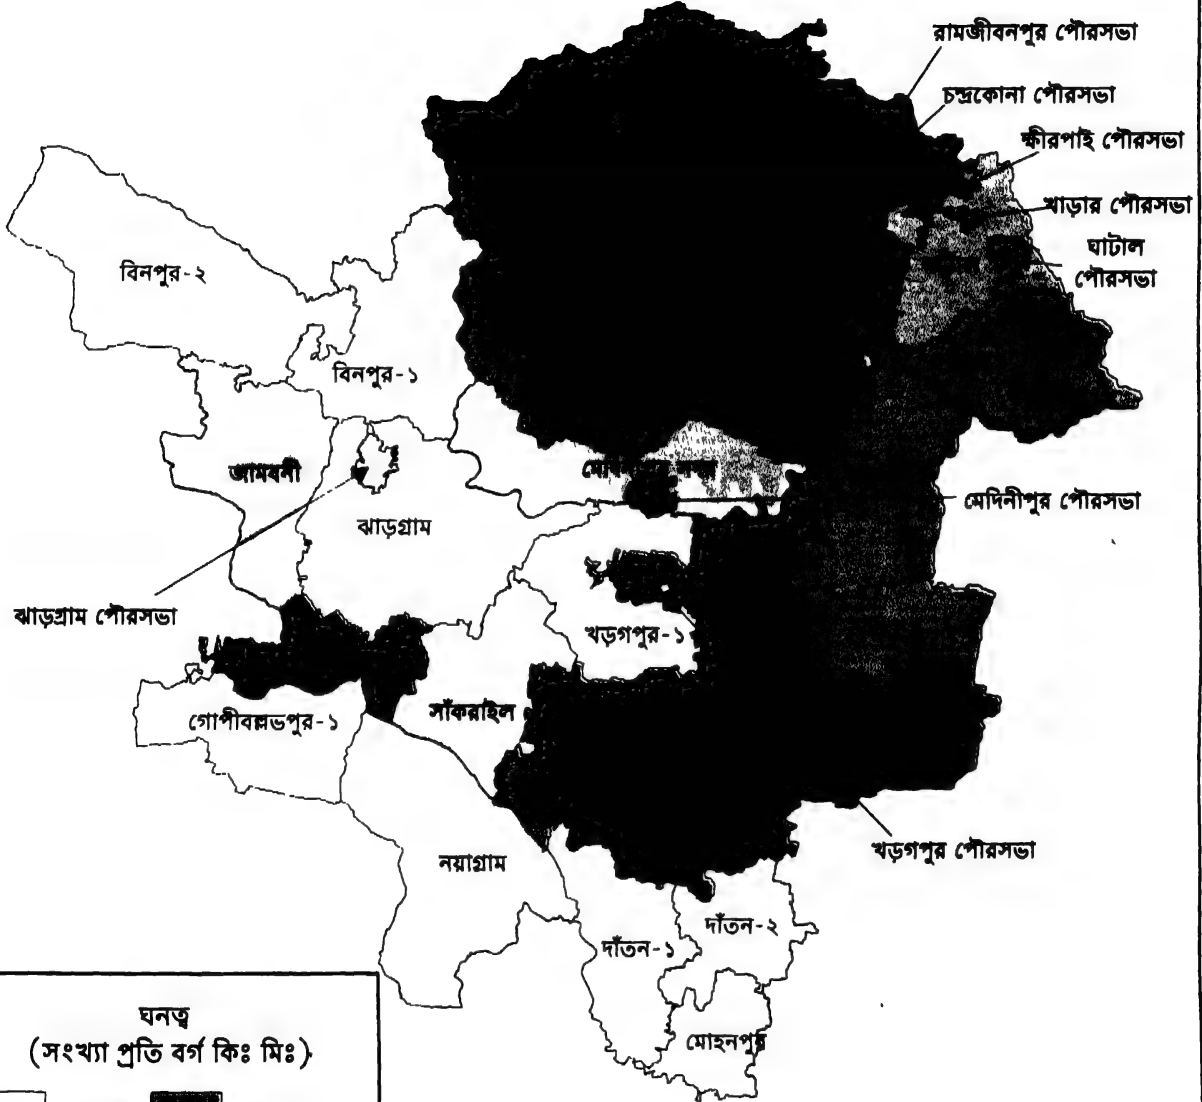 রামজীবনপুর পৌরসভা
চন্দ্রকোনা পৌরসভা
ক্ষীরপাই পৌরসভা
খাড়ার পৌরসভা
ঘাটাল
পৌরসভা
বিনপুর-২
বিনপুর-১
জামবনী
মেদিনীপুর পৌরসভা
ঝাড়গ্রাম
ঝাড়গ্রাম পৌরসভা
খড়গপুর-১
সাঁকরাইল
গোপীবল্লভপুর-১
খড়গপুর পৌরসভা
নয়াগ্রাম
দাঁতন-২
দাঁতন-১
মোহনপুর
ঘনত্ব
(সংখ্যা প্রতি বর্গ কিঃ মিঃ)